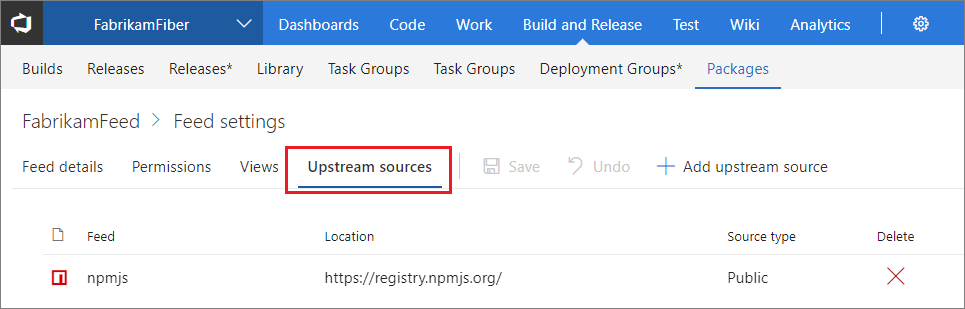 FabrikamFiber Dashboards Code Work Build and Release Test Wiki Analytics
Builds Releases Releases* Library Task Groups Task Groups Deployment Groups* Packages
FabrikamFeed > Feed settings
Feed details Permissions Views Upstream sources Save Undo + Add upstream source
Feed Location Source type Delete
npmjs https://registry.npmjs.org/ Public